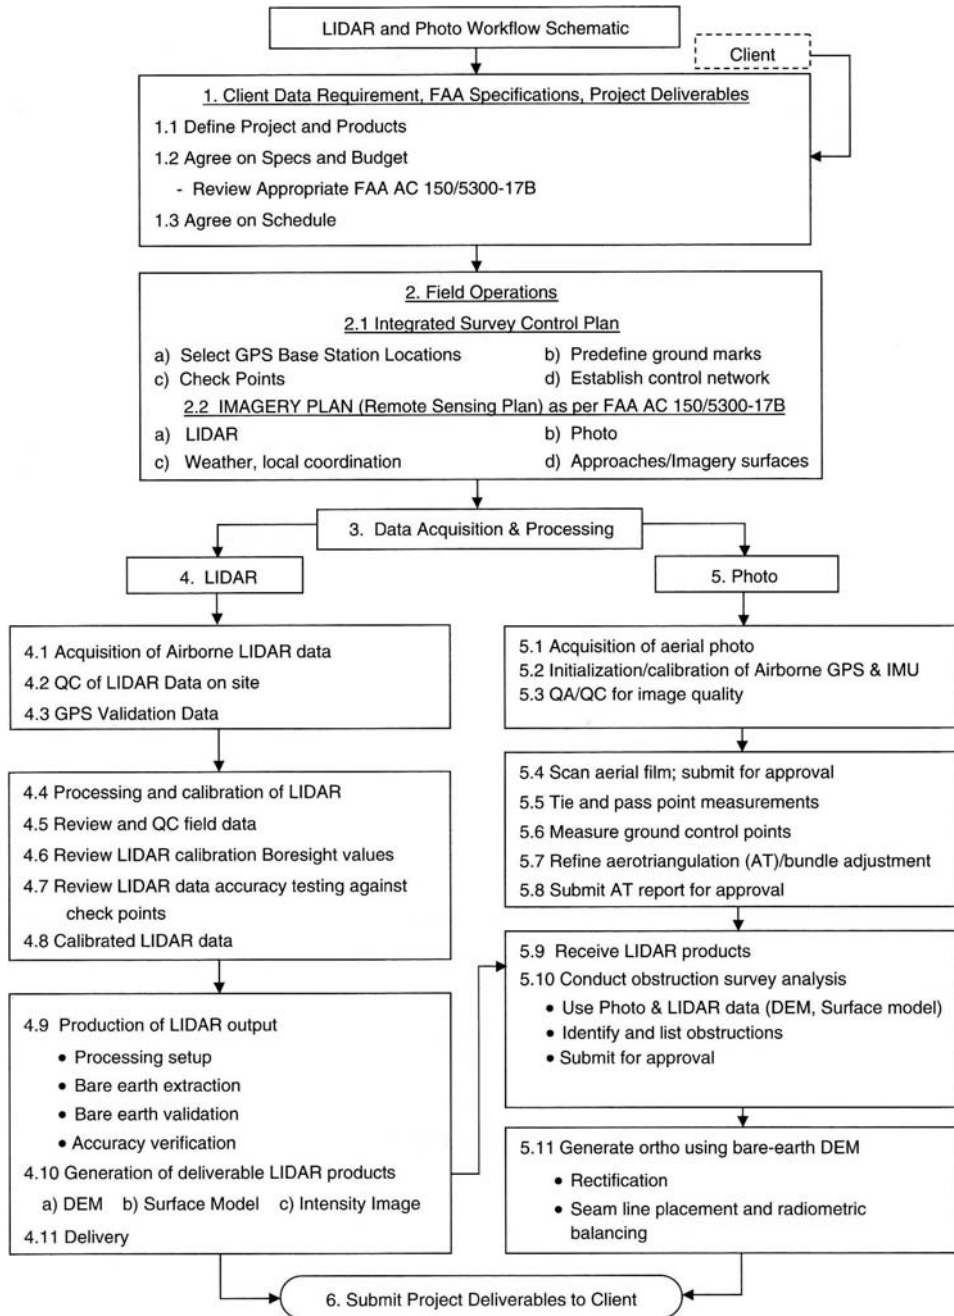 LIDAR and Photo Workflow Schematic
Client
1. Client Data Requirement, FAA Specifications, Project Deliverables
1.1 Define Project and Products
1.2 Agree on Specs and Budget
- Review Appropriate FAA AC 150/5300-17B
1.3 Agree on Schedule
2. Field Operations
2.1 Integrated Survey Control Plan
a) Select GPS Base Station Locations
b) Predefine ground marks
c) Check Points
d) Establish control network
2.2 IMAGERY PLAN (Remote Sensing Plan) as per FAA AC 150/5300-17B
a) LIDAR
b) Photo
c) Weather, local coordination
d) Approaches/Imagery surfaces
3. Data Acquisition & Processing
4. LIDAR
4.1 Acquisition of Airborne LIDAR data
4.2 QC of LIDAR Data on site
4.3 GPS Validation Data
4.4 Processing and calibration of LIDAR
4.5 Review and QC field data
4.6 Review LIDAR calibration Boresight values
4.7 Review LIDAR data accuracy testing against
check points
4.8 Calibrated LIDAR data
4.9 Production of LIDAR output
• Processing setup
• Bare earth extraction
• Bare earth validation
• Accuracy verification
4.10 Generation of deliverable LIDAR products
a) DEM b) Surface Model c) Intensity Image
4.11 Delivery
5. Photo
5.1 Acquisition of aerial photo
5.2 Initialization/calibration of Airborne GPS & IMU
5.3 QA/QC for image quality
5.4 Scan aerial film; submit for approval
5.5 Tie and pass point measurements
5.6 Measure ground control points
5.7 Refine aerotriangulation (AT)/bundle adjustment
5.8 Submit AT report for approval
5.9 Receive LIDAR products
5.10 Conduct obstruction survey analysis
• Use Photo & LIDAR data (DEM, Surface model)
• Identify and list obstructions
• Submit for approval
5.11 Generate ortho using bare-earth DEM
• Rectification
• Seam line placement and radiometric
balancing
6. Submit Project Deliverables to Client